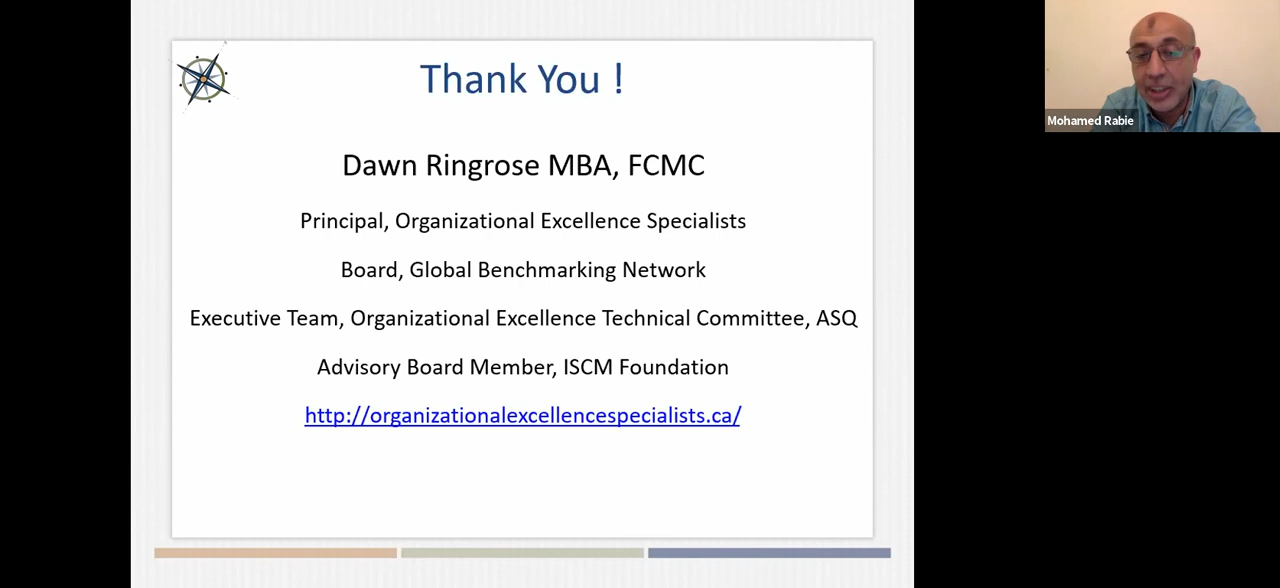 Thank You !
Dawn Ringrose MBA, FCMC
Principal, Organizational Excellence Specialists
Board, Global Benchmarking Network
Executive Team, Organizational Excellence Technical Committee, ASQ
Advisory Board Member, ISCM Foundation
http://organizationalexcellencespecialists.ca/
Mohamed Rabie